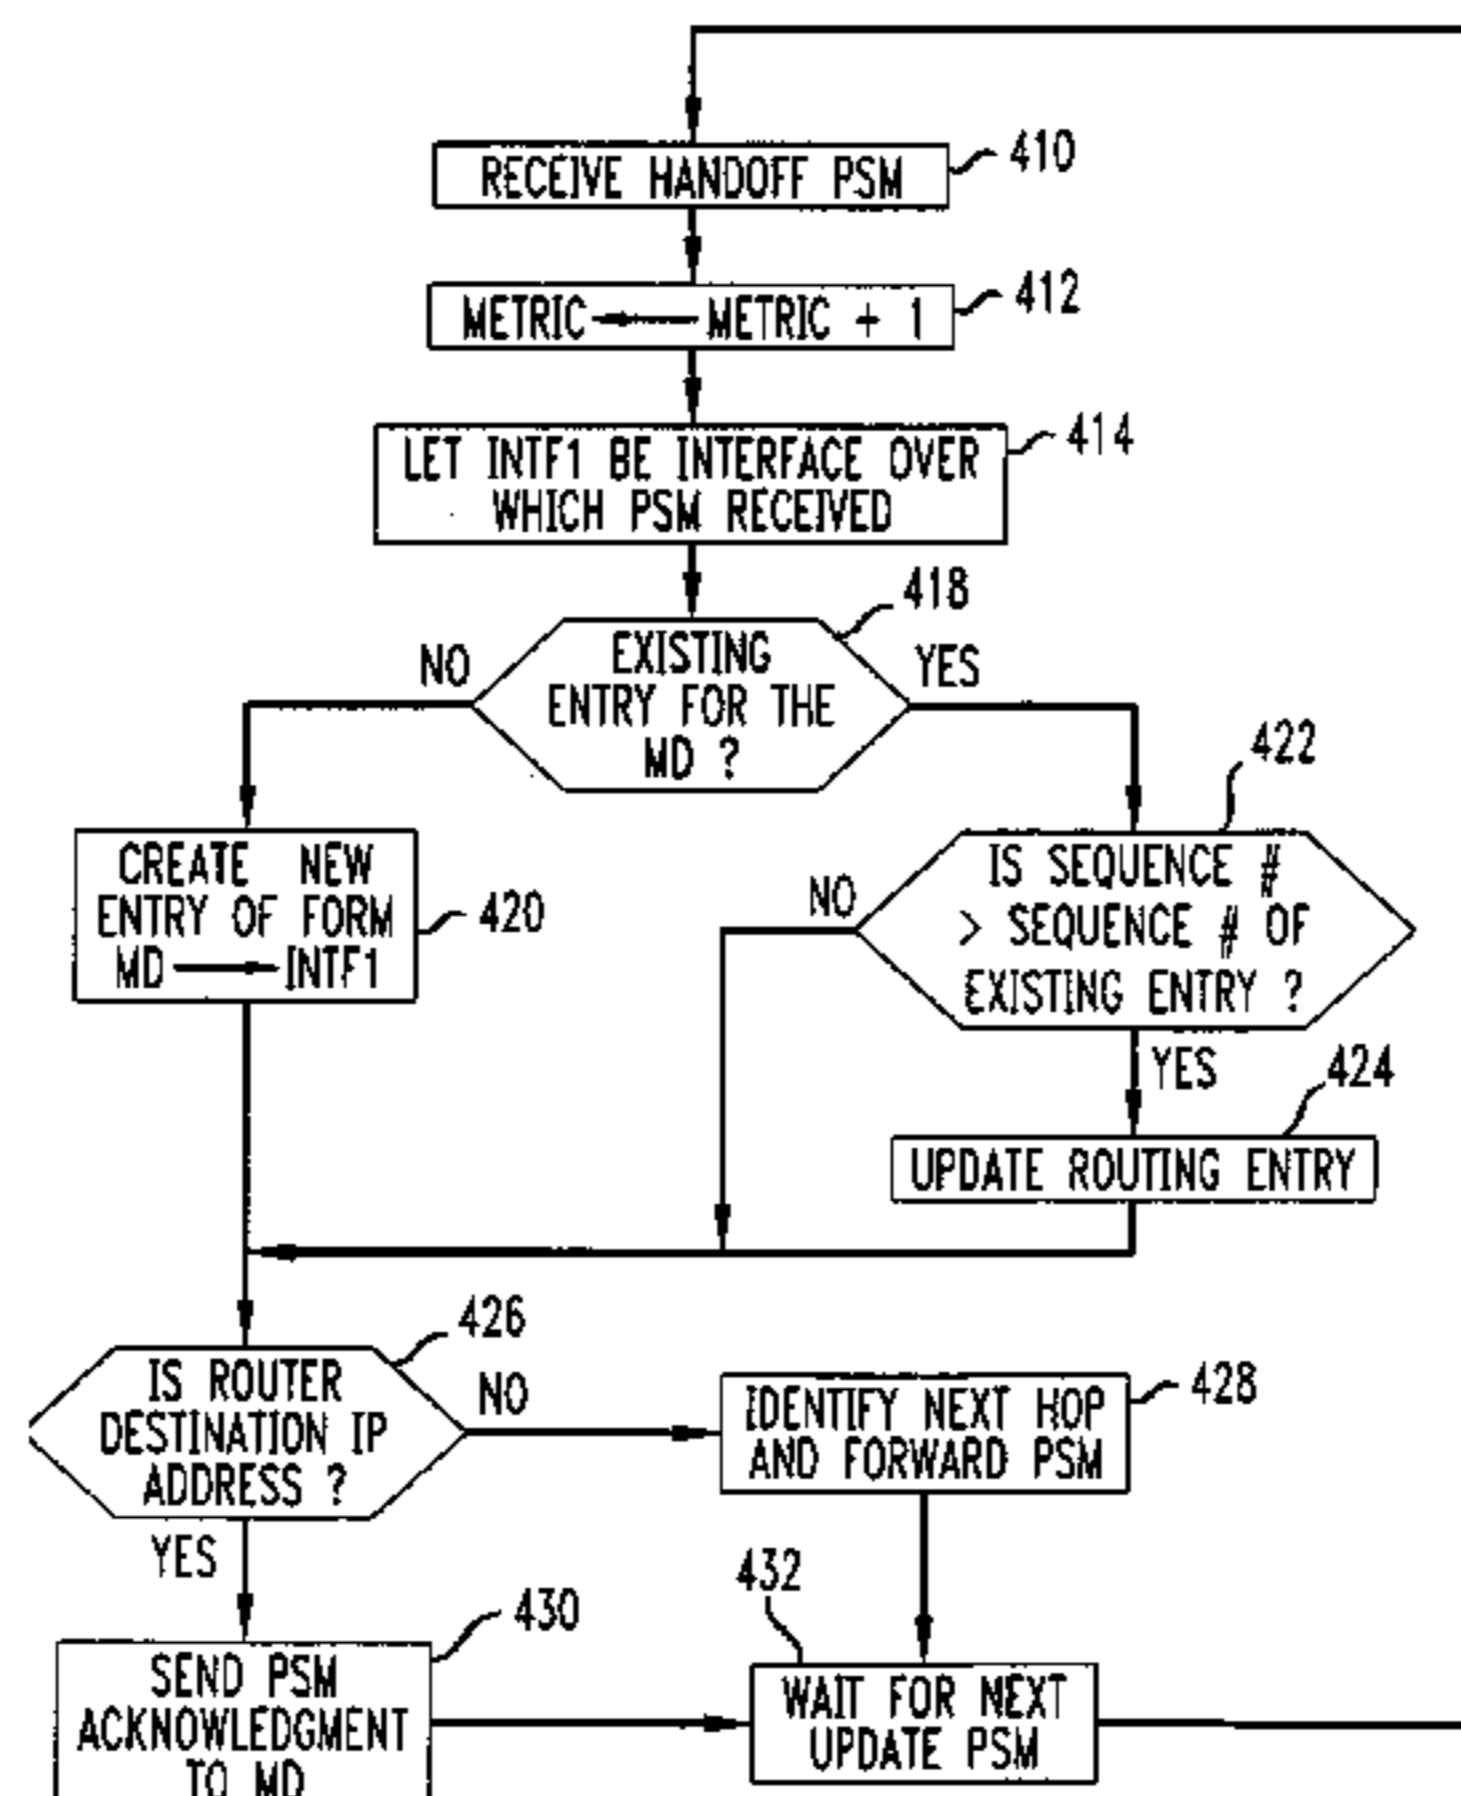 RECEIVE HANDOFF PSM
410
METRIC ← METRIC + 1
412
LET INTF1 BE INTERFACE OVER
WHICH PSM RECEIVED
414
418
EXISTING
ENTRY FOR THE
MD ?
NO
YES
422
CREATE NEW
ENTRY OF FORM
MD → INTF1
420
IS SEQUENCE #
> SEQUENCE # OF
EXISTING ENTRY ?
NO
YES
424
UPDATE ROUTING ENTRY
426
IS ROUTER
DESTINATION IP
ADDRESS ?
NO
IDENTIFY NEXT HOP
AND FORWARD PSM
428
YES
430
SEND PSM
ACKNOWLEDGMENT
TO MD
432
WAIT FOR NEXT
UPDATE PSM